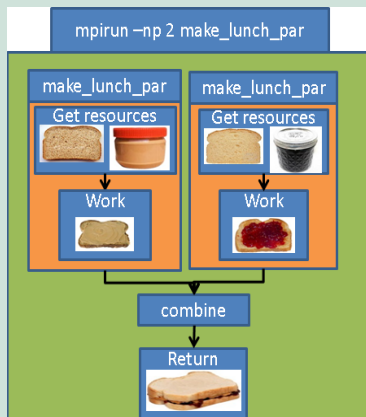 mpirun –np 2 make_lunch_par
make_lunch_par
Get resources
Work
make_lunch_par
Get resources
Work
combine
Return